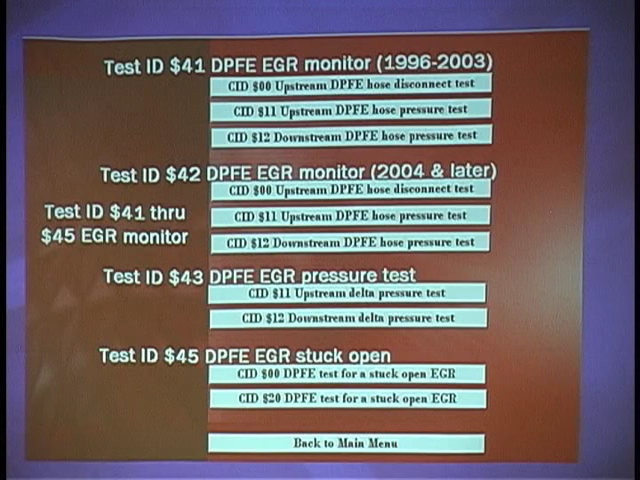 Test ID $41 DPFE EGR monitor (1996-2003)
CID $00 Upstream DPFE hose disconnect test
CID $11 Upstream DPFE hose pressure test
CID $12 Downstream DPFE hose pressure test
Test ID $42 DPFE EGR monitor (2004 & later)
CID $00 Upstream DPFE hose disconnect test
Test ID $41 thru
$45 EGR monitor
CID $11 Upstream DPFE hose pressure test
CID $12 Downstream DPFE hose pressure test
Test ID $43 DPFE EGR pressure test
CID $11 Upstream delta pressure test
CID $12 Downstream delta pressure test
Test ID $45 DPFE EGR stuck open
CID $00 DPFE test for a stuck open EGR
CID $20 DPFE test for a stuck open EGR
Back to Main Menu